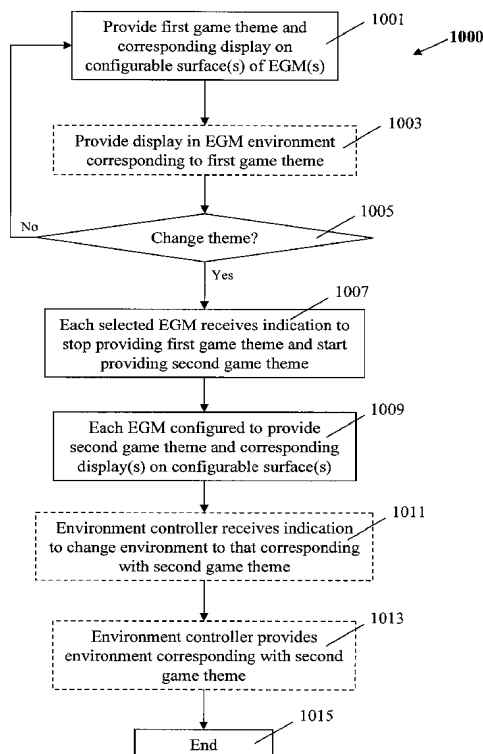 1001
1000
Provide first game theme and
corresponding display on
configurable surface(s) of EGM(s)
1003
Provide display in EGM environment
corresponding to first game theme
1005
No
Change theme?
Yes
1007
Each selected EGM receives indication to
stop providing first game theme and start
providing second game theme
1009
Each EGM configured to provide
second game theme and corresponding
display(s) on configurable surface(s)
1011
Environment controller receives indication
to change environment to that corresponding
with second game theme
1013
Environment controller provides
environment corresponding with second
game theme
1015
End